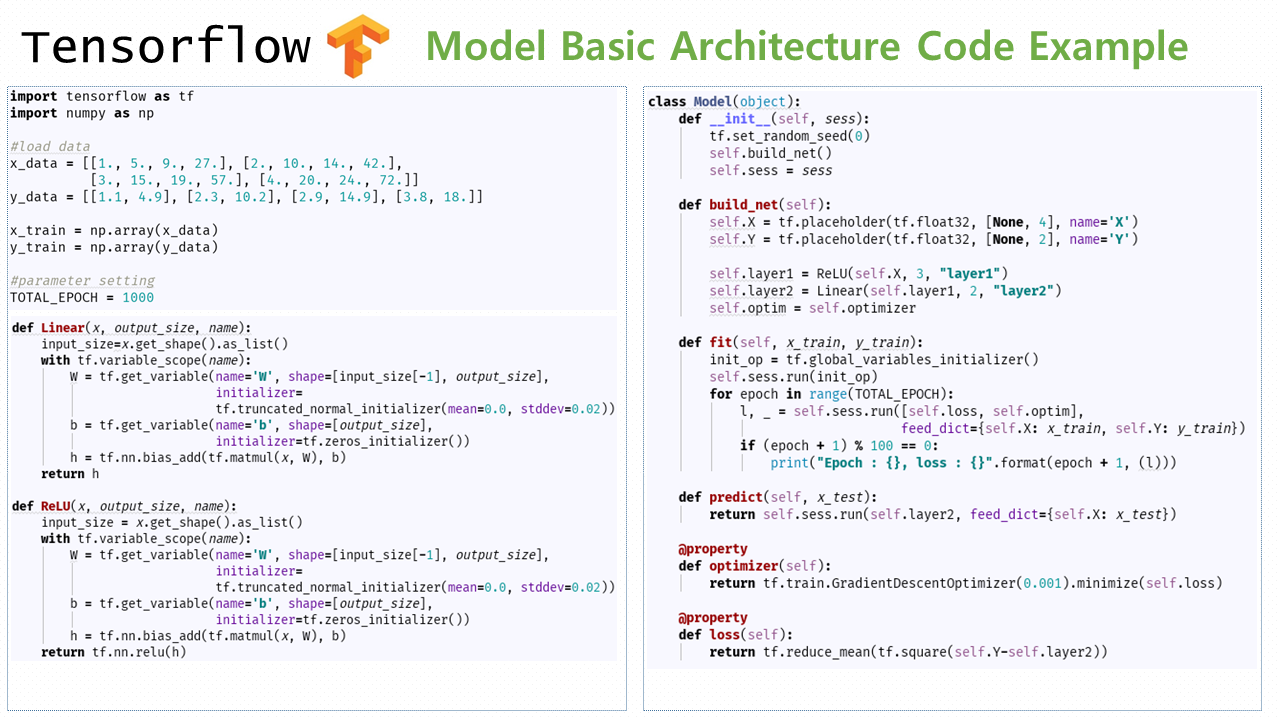 Tensorflow
Model Basic Architecture Code Example
import tensorflow as tf
import numpy as np
#load data
x_data = [[1., 5., 9., 27.], [2., 10., 14., 42.],
[3., 15., 19., 57.], [4., 20., 24., 72.]]
y_data = [[1.1, 4.9], [2.3, 10.2], [2.9, 14.9], [3.8, 18.]]
x_train = np.array(x_data)
y_train = np.array(y_data)
#parameter setting
TOTAL_EPOCH = 1000
def Linear(x, output_size, name):
input_size=x.get_shape().as_list()
with tf.variable_scope(name):
W = tf.get_variable(name='W', shape=[input_size[-1], output_size],
initializer=
tf.truncated_normal_initializer(mean=0.0, stddev=0.02))
b = tf.get_variable(name='b', shape=[output_size],
initializer=tf.zeros_initializer())
h = tf.nn.bias_add(tf.matmul(x, W), b)
return h
def ReLU(x, output_size, name):
input_size = x.get_shape().as_list()
with tf.variable_scope(name):
W = tf.get_variable(name='W', shape=[input_size[-1], output_size],
initializer=
tf.truncated_normal_initializer(mean=0.0, stddev=0.02))
b = tf.get_variable(name='b', shape=[output_size],
initializer=tf.zeros_initializer())
h = tf.nn.bias_add(tf.matmul(x, W), b)
return tf.nn.relu(h)
class Model(object):
def __init__(self, sess):
tf.set_random_seed(0)
self.build_net()
self.sess = sess
def build_net(self):
self.X = tf.placeholder(tf.float32, [None, 4], name='X')
self.Y = tf.placeholder(tf.float32, [None, 2], name='Y')
self.layer1 = ReLU(self.X, 3, "layer1")
self.layer2 = Linear(self.layer1, 2, "layer2")
self.optim = self.optimizer
def fit(self, x_train, y_train):
init_op = tf.global_variables_initializer()
self.sess.run(init_op)
for epoch in range(TOTAL_EPOCH):
l, _ = self.sess.run([self.loss, self.optim],
feed_dict={self.X: x_train, self.Y: y_train})
if (epoch + 1) % 100 == 0:
print("Epoch : {}, loss : {}".format(epoch + 1, (l)))
def predict(self, x_test):
return self.sess.run(self.layer2, feed_dict={self.X: x_test})
@property
def optimizer(self):
return tf.train.GradientDescentOptimizer(0.001).minimize(self.loss)
@property
def loss(self):
return tf.reduce_mean(tf.square(self.Y-self.layer2))